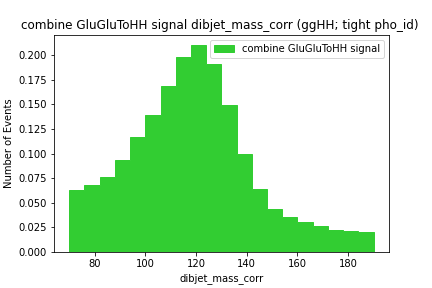 combine GluGluToHH signal dibjet_mass_corr (ggHH; tight pho_id)
combine GluGluToHH signal
Number of Events
0.200
0.175
0.150
0.125
0.100
0.075
0.050
0.025
0.000
80 100 120 140 160 180
dibjet_mass_corr